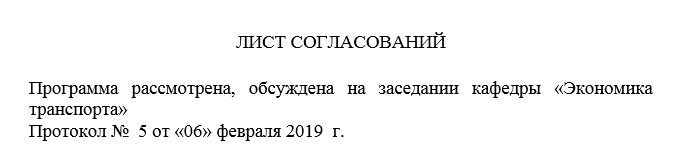 ЛИСТ СОГЛАСОВАНИЙ
Программа рассмотрена, обсуждена на заседании кафедры «Экономика
транспорта»
Протокол № 5 от «06» февраля 2019 г.